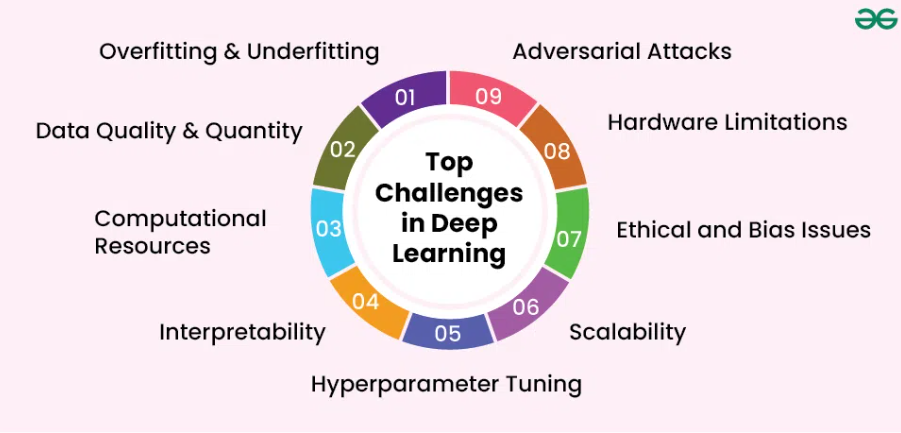 Overfitting & Underfitting
01
Data Quality & Quantity
02
Computational
Resources
03
Interpretability
04
Hyperparameter Tuning
05
Scalability
06
Ethical and Bias Issues
07
Hardware Limitations
08
Adversarial Attacks
09
Top
Challenges
in Deep
Learning